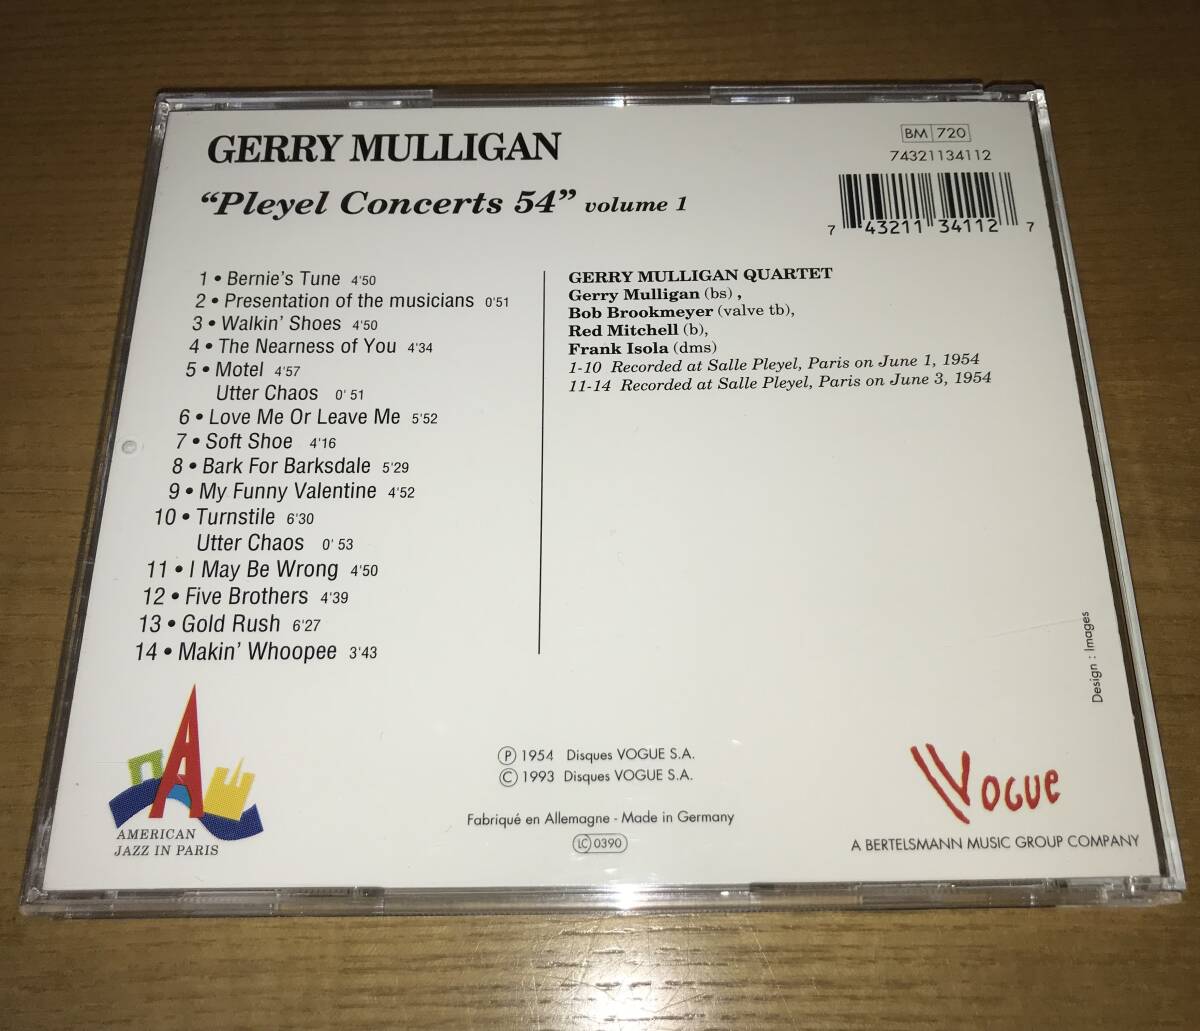 GERRY MULLIGAN
“Pleyel Concerts 54” volume 1
BM 720
74321134112
7 43211 34112 7
1 • Bernie's Tune 4'50
2 • Presentation of the musicians 0'51
3 • Walkin' Shoes 4'50
4 • The Nearness of You 4'34
5 • Motel 4'57
Utter Chaos 0' 51
6 • Love Me Or Leave Me 5'52
7 • Soft Shoe 4'16
8 • Bark For Barksdale 5'29
9 • My Funny Valentine 4'52
10 • Turnstile 6'30
Utter Chaos 0' 53
11 • I May Be Wrong 4'50
12 • Five Brothers 4'39
13 • Gold Rush 6'27
14 • Makin' Whoopee 3'43
GERRY MULLIGAN QUARTET
Gerry Mulligan (bs) ,
Bob Brookmeyer (valve tb),
Red Mitchell (b),
Frank Isola (dms)
1-10 Recorded at Salle Pleyel, Paris on June 1, 1954
11-14 Recorded at Salle Pleyel, Paris on June 3, 1954
Design : Images
AMERICAN
JAZZ IN PARIS
Ⓟ 1954 Disques VOGUE S.A.
© 1993 Disques VOGUE S.A.
Fabriqué en Allemagne - Made in Germany
LC 0390
VOGUE
A BERTELSMANN MUSIC GROUP COMPANY